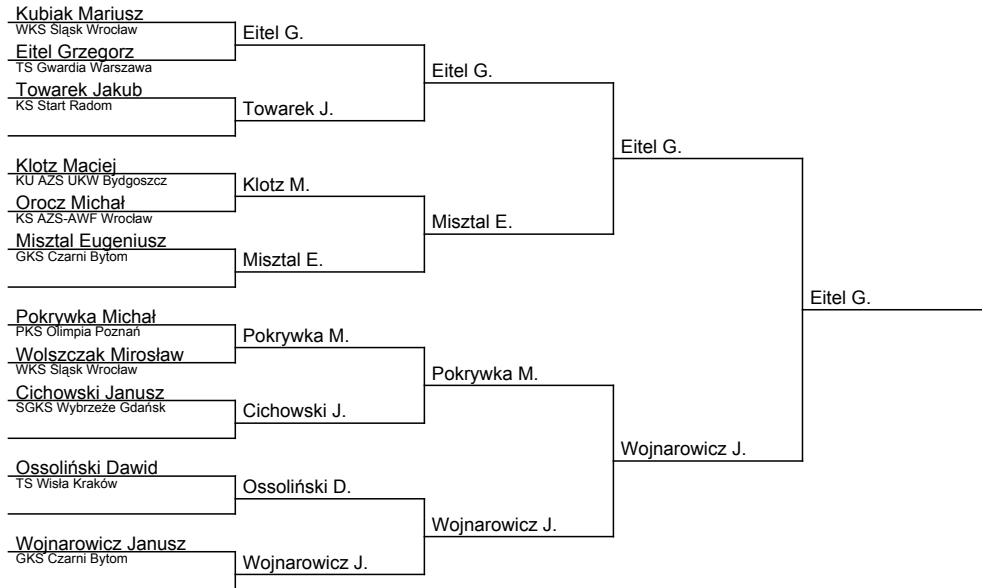 Kubiak Mariusz
WKS Śląsk Wrocław
Eitel Grzegorz
TS Gwardia Warszawa
Towarek Jakub
KS Start Radom
Klotz Maciej
KU AZS UKW Bydgoszcz
Orocz Michał
KS AZS-AWF Wrocław
Misztal Eugeniusz
GKS Czarni Bytom
Pokrywka Michał
PKS Olimpia Poznań
Wolszczak Mirosław
WKS Śląsk Wrocław
Cichowski Janusz
SGKS Wybrzeże Gdańsk
Ossoliński Dawid
TS Wisła Kraków
Wojnarowicz Janusz
GKS Czarni Bytom
Eitel G.
Towarek J.
Klotz M.
Misztal E.
Pokrywka M.
Cichowski J.
Ossoliński D.
Wojnarowicz J.
Eitel G.
Misztal E.
Pokrywka M.
Wojnarowicz J.
Eitel G.
Wojnarowicz J.
Eitel G.